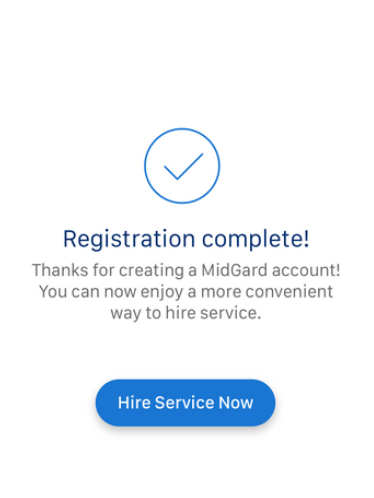 Registration complete!
Thanks for creating a MidGard account!
You can now enjoy a more convenient
way to hire service.
Hire Service Now